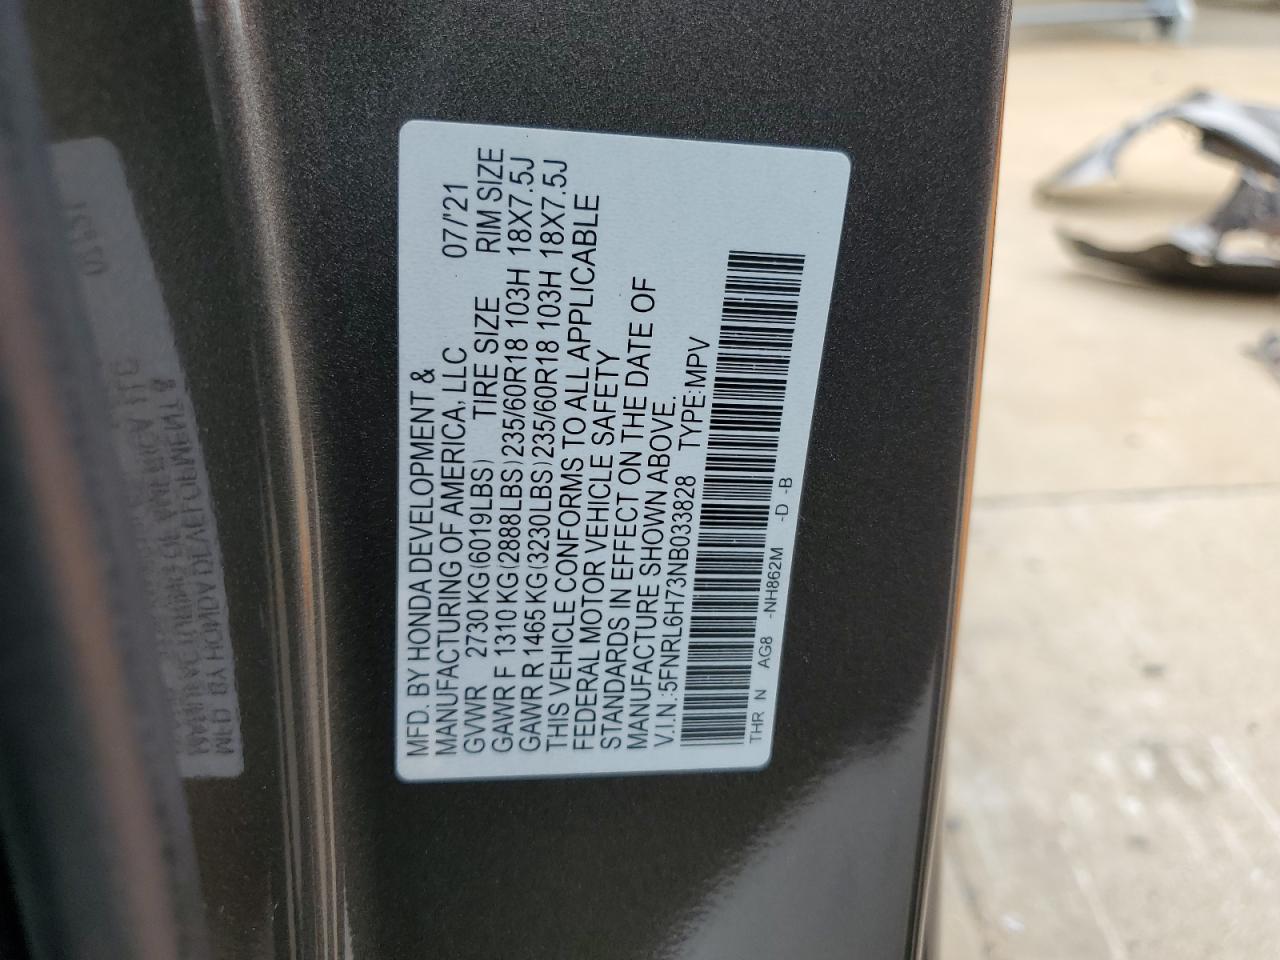 MFD. BY HONDA DEVELOPMENT &
MANUFACTURING OF AMERICA, LLC 07/'21
GVWR 2730 KG(6019LBS) TIRE SIZE RIM SIZE
GAWR F 1310 KG(2888LBS) 235/60R18 103H 18X7.5J
GAWR R 1465 KG(3230LBS) 235/60R18 103H 18X7.5J
THIS VEHICLE CONFORMS TO ALL APPLICABLE
FEDERAL MOTOR VEHICLE SAFETY
STANDARDS IN EFFECT ON THE DATE OF
MANUFACTURE SHOWN ABOVE.
V.I.N.:5FNRL6H73NB033828 TYPE:MPV
THR N AG8 -NH862M -D -B